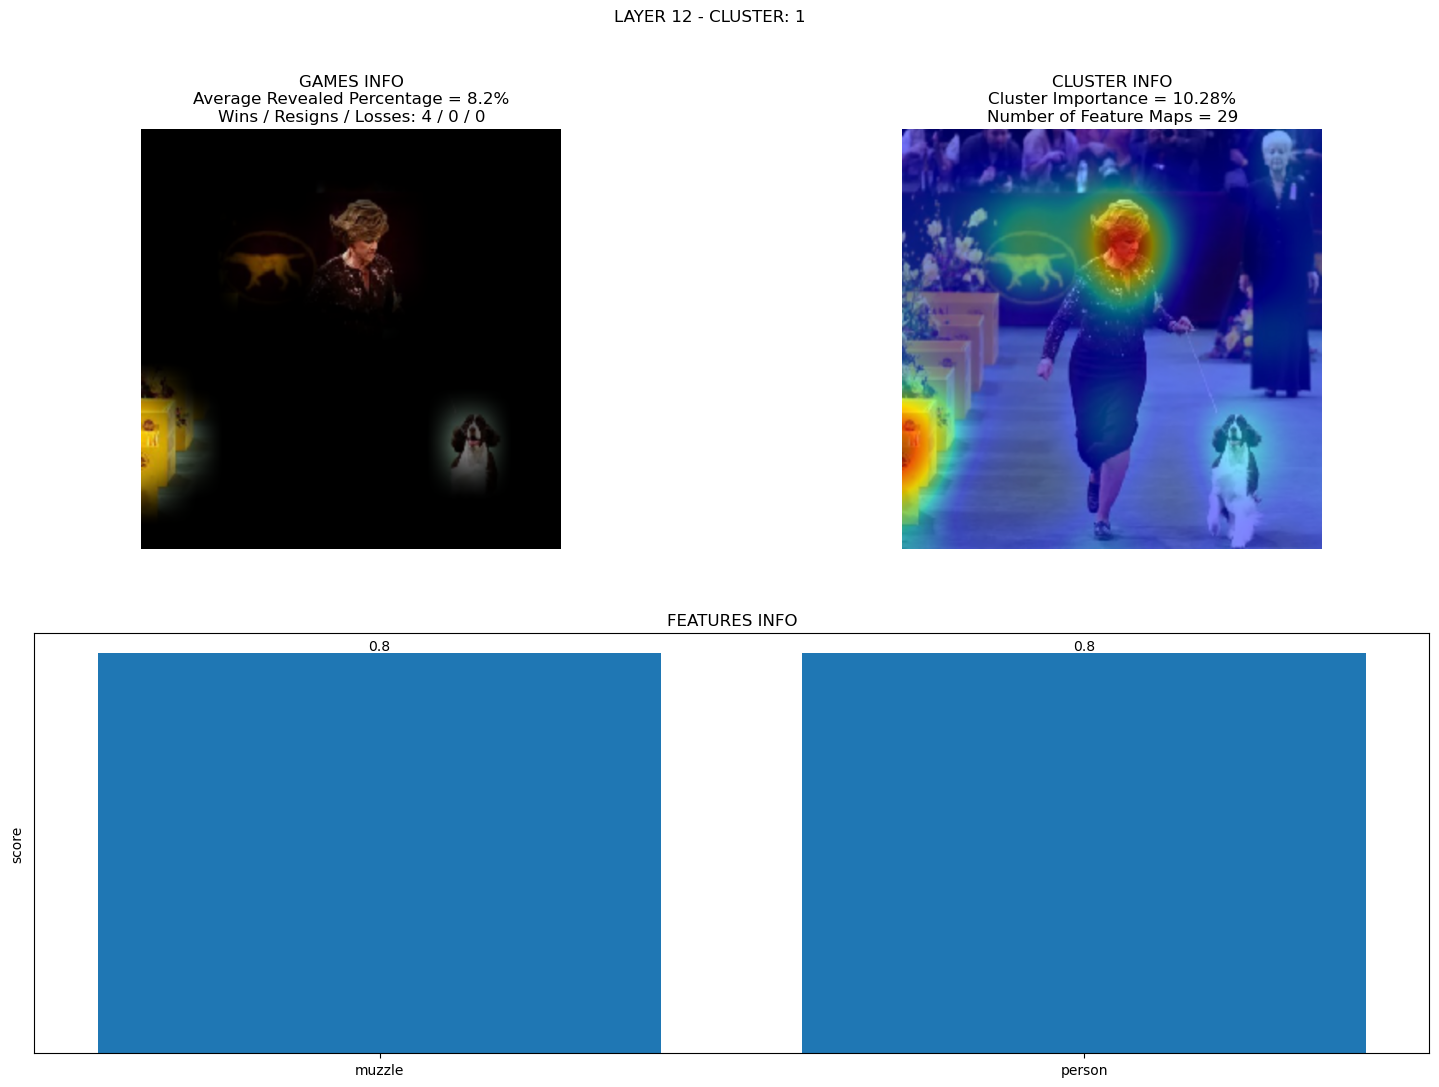 LAYER 12 - CLUSTER: 1
GAMES INFO
Average Revealed Percentage = 8.2%
Wins / Resigns / Losses: 4 / 0 / 0
CLUSTER INFO
Cluster Importance = 10.28%
Number of Feature Maps = 29
FEATURES INFO
0.8
0.8
score
muzzle
person